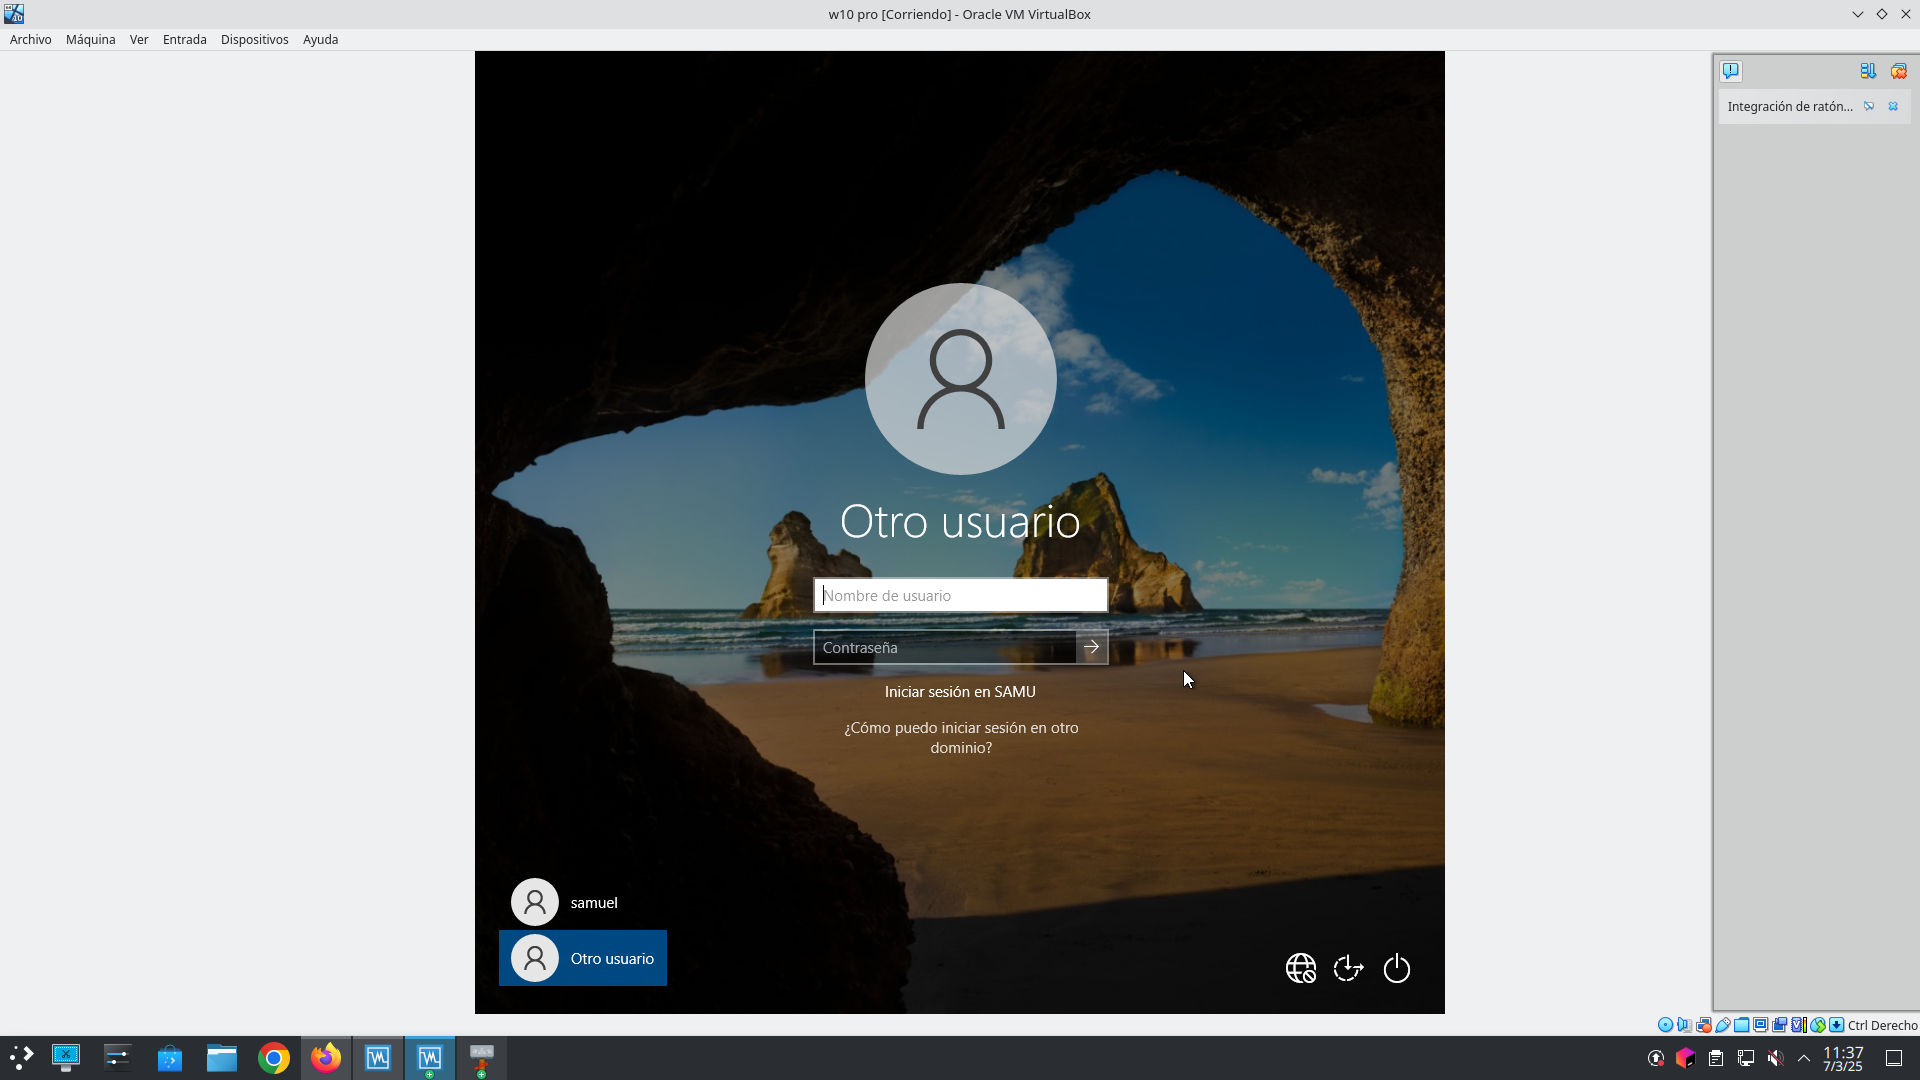 w10 pro [Corriendo] - Oracle VM VirtualBox
Archivo Máquina Ver Entrada Dispositivos Ayuda
Integración de ratón...
Otro usuario
Nombre de usuario
Contraseña
Iniciar sesión en SAMU
¿Cómo puedo iniciar sesión en otro
dominio?
samuel
Otro usuario
Ctrl Derecho
11:37
7/3/25